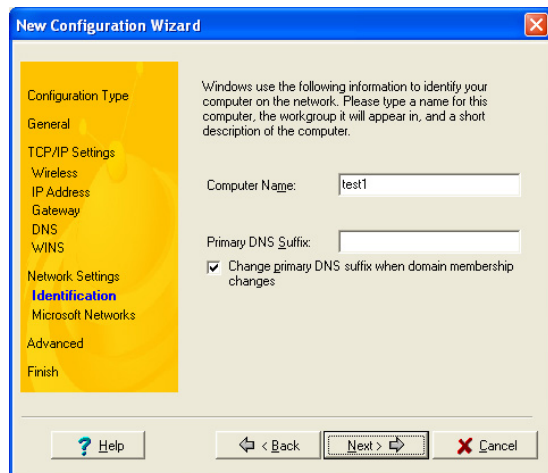 New Configuration Wizard
Configuration Type
General
TCP/IP Settings
Wireless
IP Address
Gateway
DNS
WINS
Network Settings
Identification
Microsoft Networks
Advanced
Finish
Windows use the following information to identify your
computer on the network. Please type a name for this
computer, the workgroup it will appear in, and a short
description of the computer.
Computer Name: test1
Primary DNS Suffix:
Change primary DNS suffix when domain membership
changes
? Help
< Back
Next >
Cancel